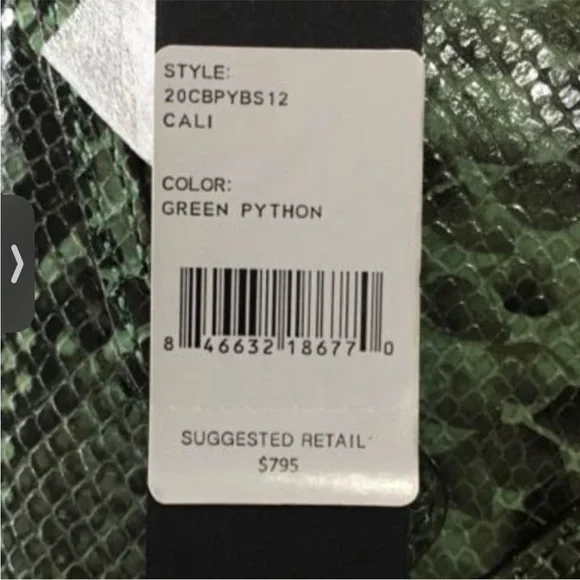 STYLE:
20CBPYBS12
CALI
COLOR:
GREEN PYTHON
8 46632 18677 0
SUGGESTED RETAIL
$795